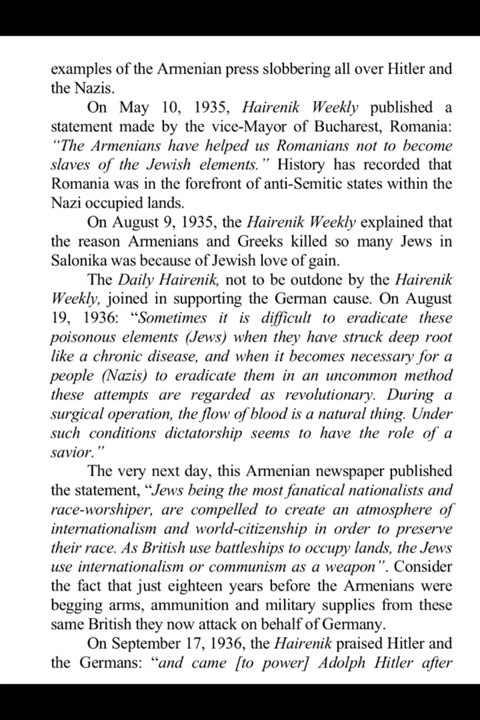 examples of the Armenian press slobbering all over Hitler and
the Nazis.
On May 10, 1935, Hairenik Weekly published a
statement made by the vice-Mayor of Bucharest, Romania:
“The Armenians have helped us Romanians not to become
slaves of the Jewish elements.” History has recorded that
Romania was in the forefront of anti-Semitic states within the
Nazi occupied lands.
On August 9, 1935, the Hairenik Weekly explained that
the reason Armenians and Greeks killed so many Jews in
Salonika was because of Jewish love of gain.
The Daily Hairenik, not to be outdone by the Hairenik
Weekly, joined in supporting the German cause. On August
19, 1936: “Sometimes it is difficult to eradicate these
poisonous elements (Jews) when they have struck deep root
like a chronic disease, and when it becomes necessary for a
people (Nazis) to eradicate them in an uncommon method
these attempts are regarded as revolutionary. During a
surgical operation, the flow of blood is a natural thing. Under
such conditions dictatorship seems to have the role of a
savior.”
The very next day, this Armenian newspaper published
the statement, “Jews being the most fanatical nationalists and
race-worshiper, are compelled to create an atmosphere of
internationalism and world-citizenship in order to preserve
their race. As British use battleships to occupy lands, the Jews
use internationalism or communism as a weapon”. Consider
the fact that just eighteen years before the Armenians were
begging arms, ammunition and military supplies from these
same British they now attack on behalf of Germany.
On September 17, 1936, the Hairenik praised Hitler and
the Germans: “and came [to power] Adolph Hitler after